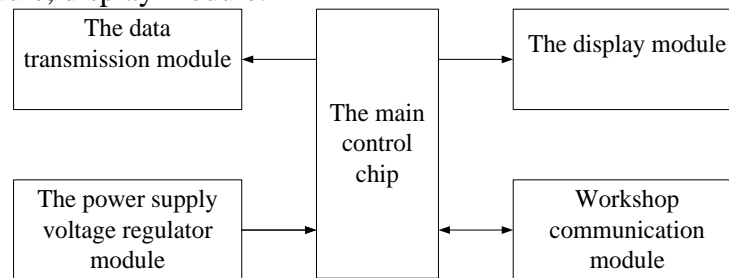 The data
transmission module
The display module
The main
control
chip
The power supply
voltage regulator
module
Workshop
communication
module